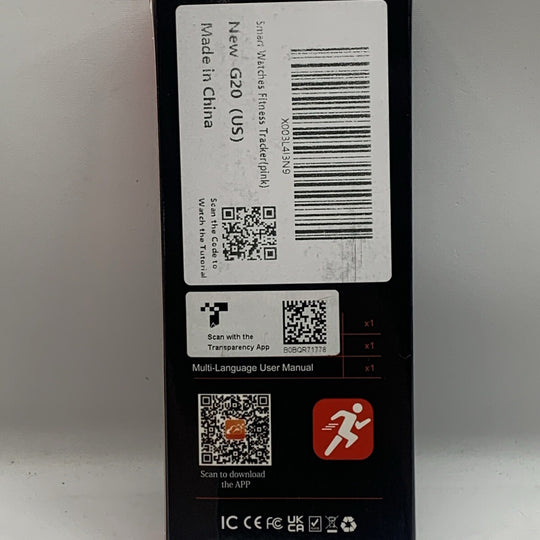 X003L4I3N9
Smart Watches Fitness Tracker(pink)
New G20 (US)
Made in China
Scan the Code to
Watch the Tutorial
Scan with the
Transparency App
B0BQR71778
x1
x1
Multi-Language User Manual x1
Scan to download
the APP
IC CE FC UK CA